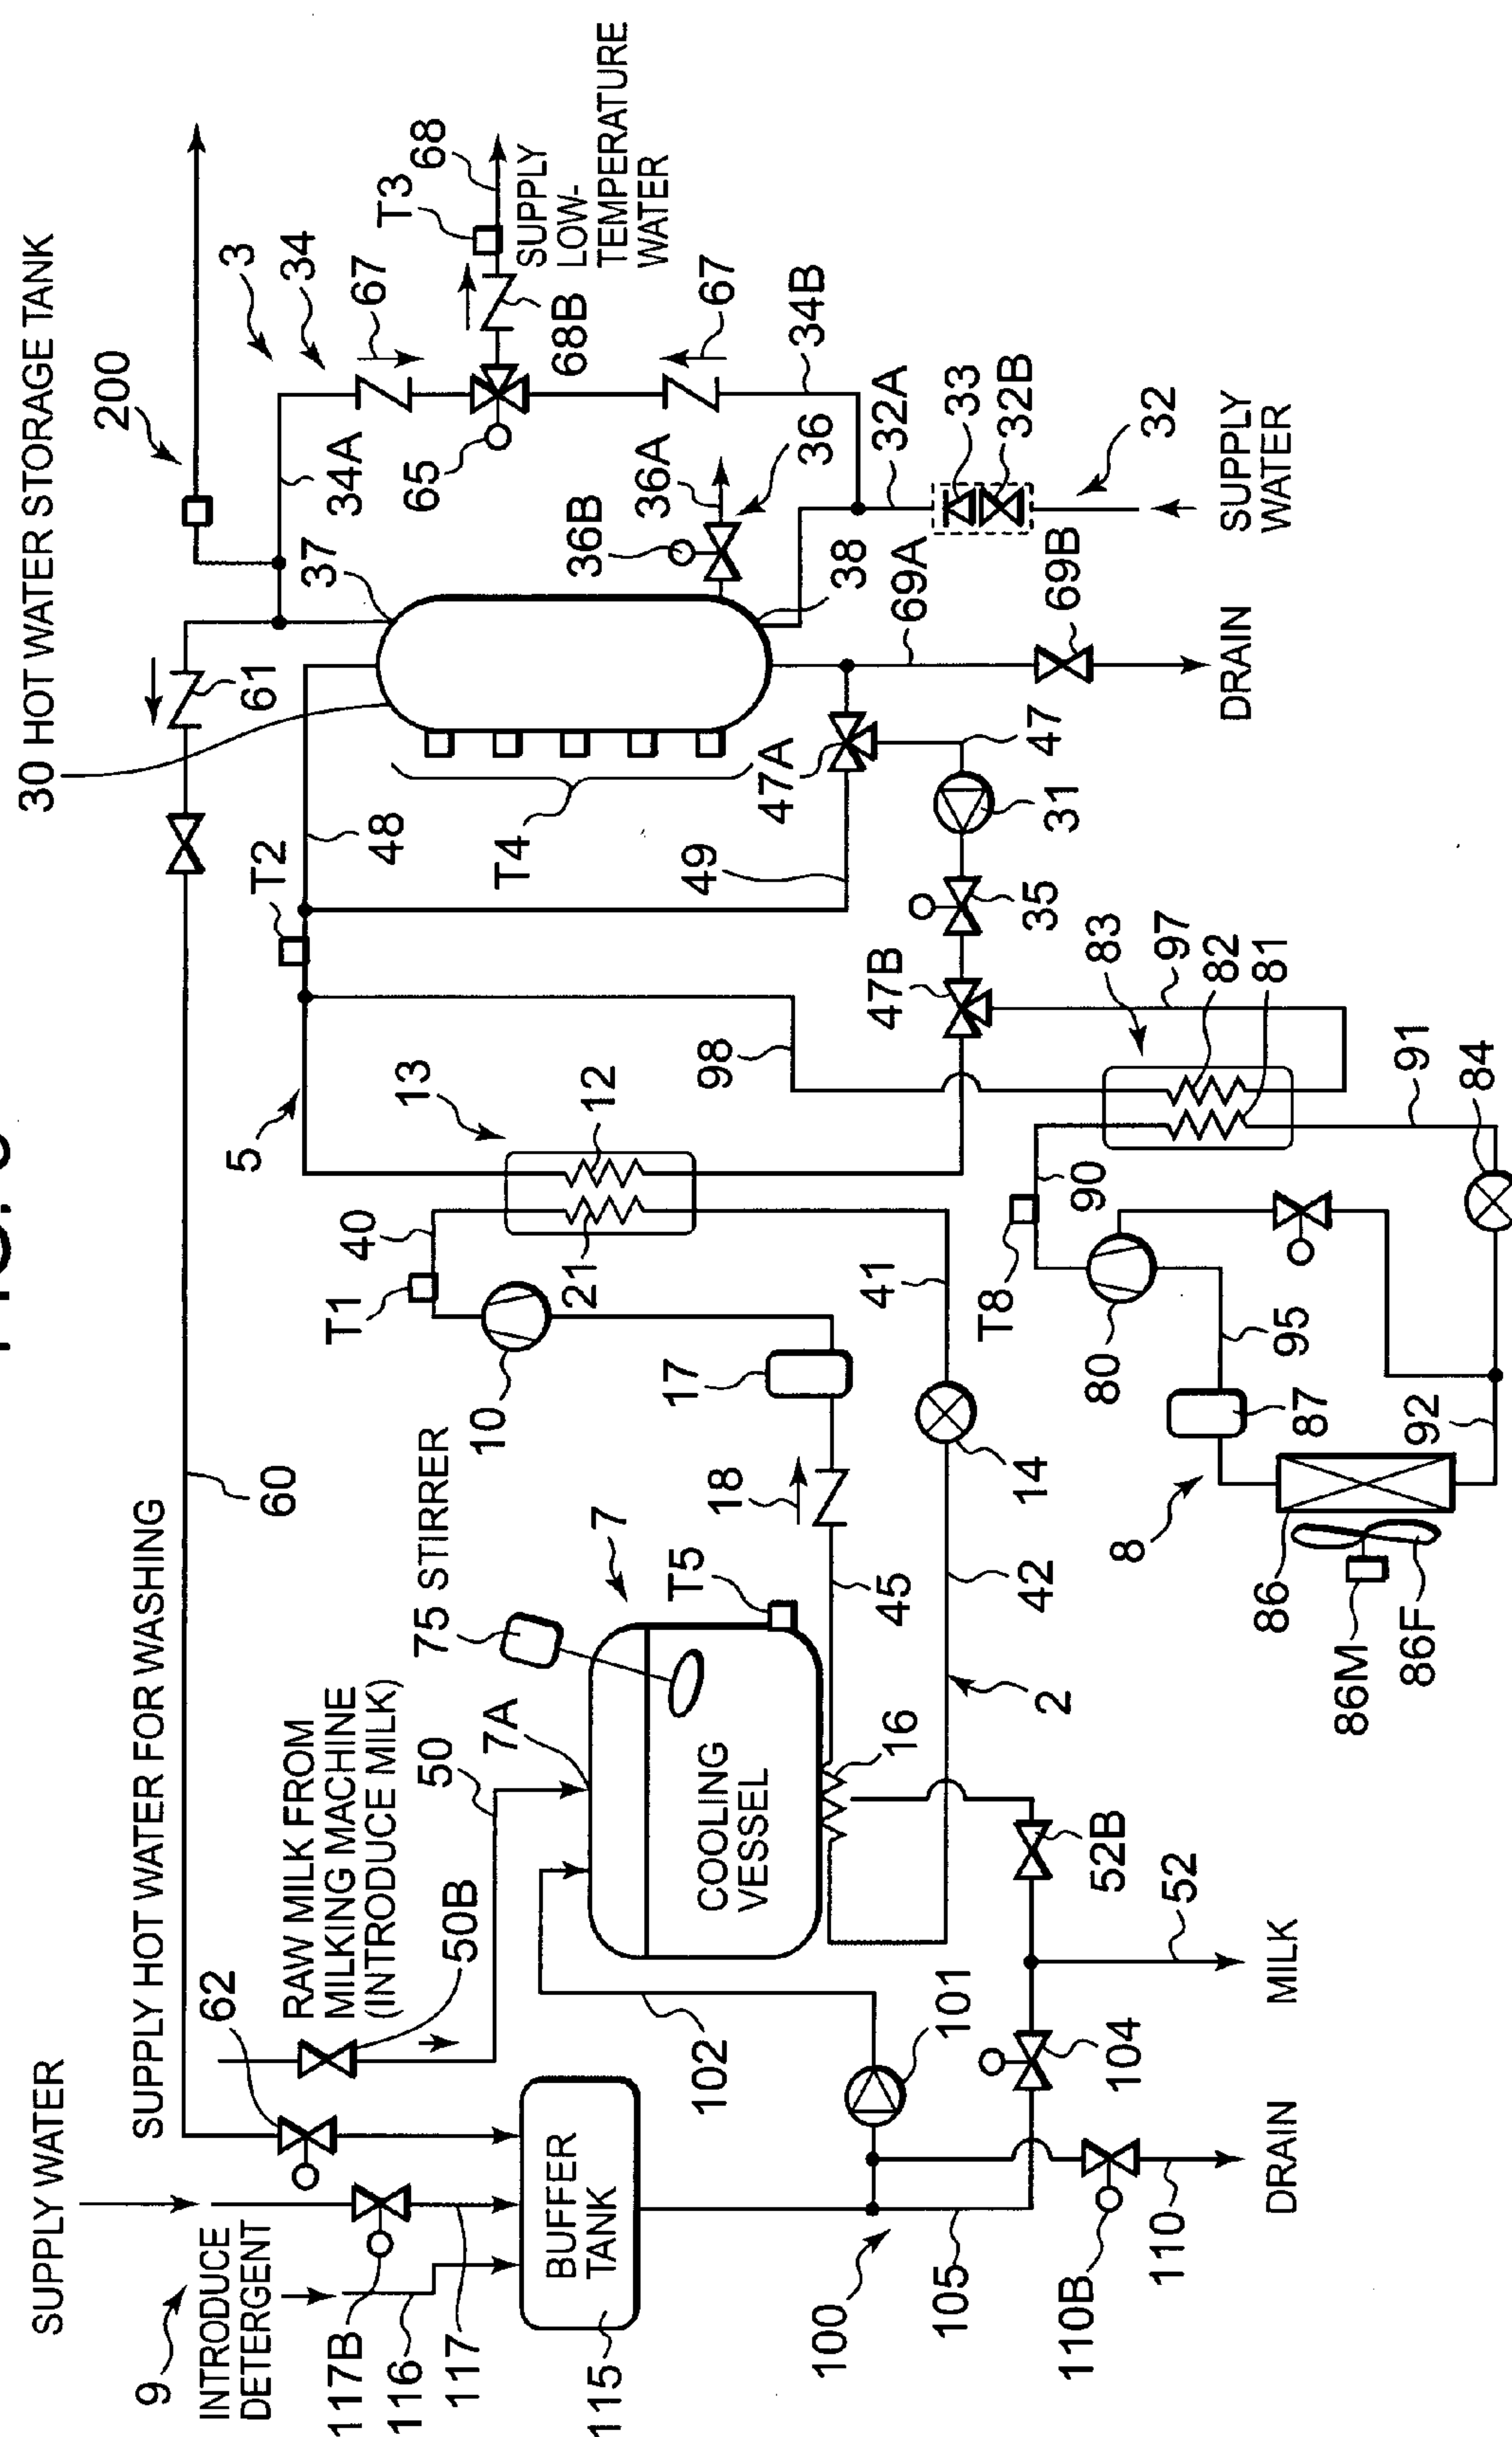 SUPPLY WATER
SUPPLY HOT WATER FOR WASHING
30 HOT WATER STORAGE TANK
9
INTRODUCE
DETERGENT
62
RAW MILK FROM
MILKING MACHINE
(INTRODUCE MILK)
50B
50
7A
75 STIRRER
7
T5
60
61
200
3
34
34A
67
37
65
68B
T3
68
SUPPLY
LOW-
TEMPERATURE
WATER
67
34B
36B
36A
36
32A
33
32B
32
SUPPLY
WATER
38
69A
69B
DRAIN
T2
48
T4
49
47A
47
31
35
47B
5
13
12
98
83
82
81
97
91
84
T1
40
21
10
41
17
18
14
45
42
2
16
COOLING
VESSEL
T8
90
80
95
87
92
8
86
86M
86F
117B
116
117
BUFFER
TANK
115
102
101
100
105
104
52B
52
MILK
110B
110
DRAIN